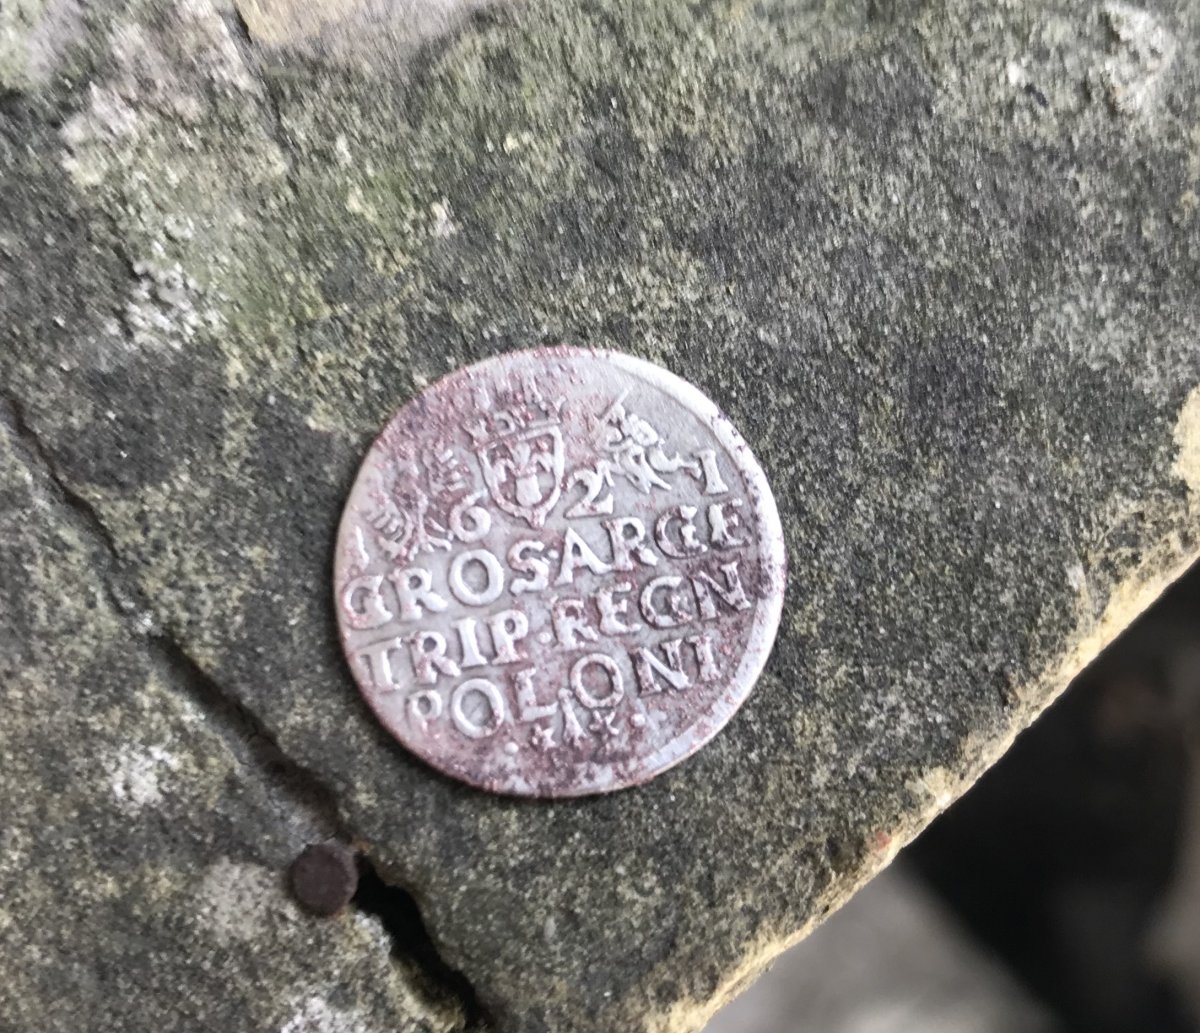 1 6 2 1
GROS·ARGE
TRIP·REGN
POLONI